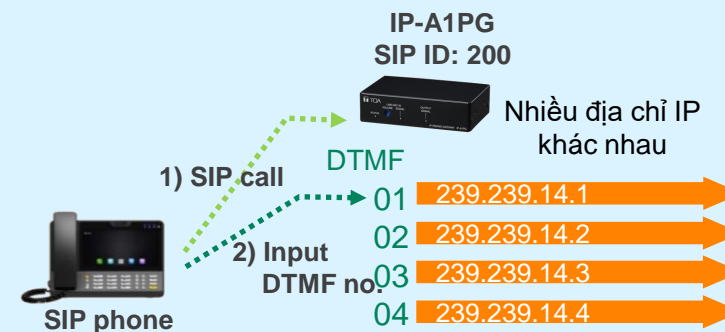 IP-A1PG
SIP ID: 200
TOA
Nhiều địa chỉ IP
khác nhau
DTMF
1) SIP call
01 239.239.14.1
02 239.239.14.2
2) Input
DTMF no.
03 239.239.14.3
04 239.239.14.4
SIP phone